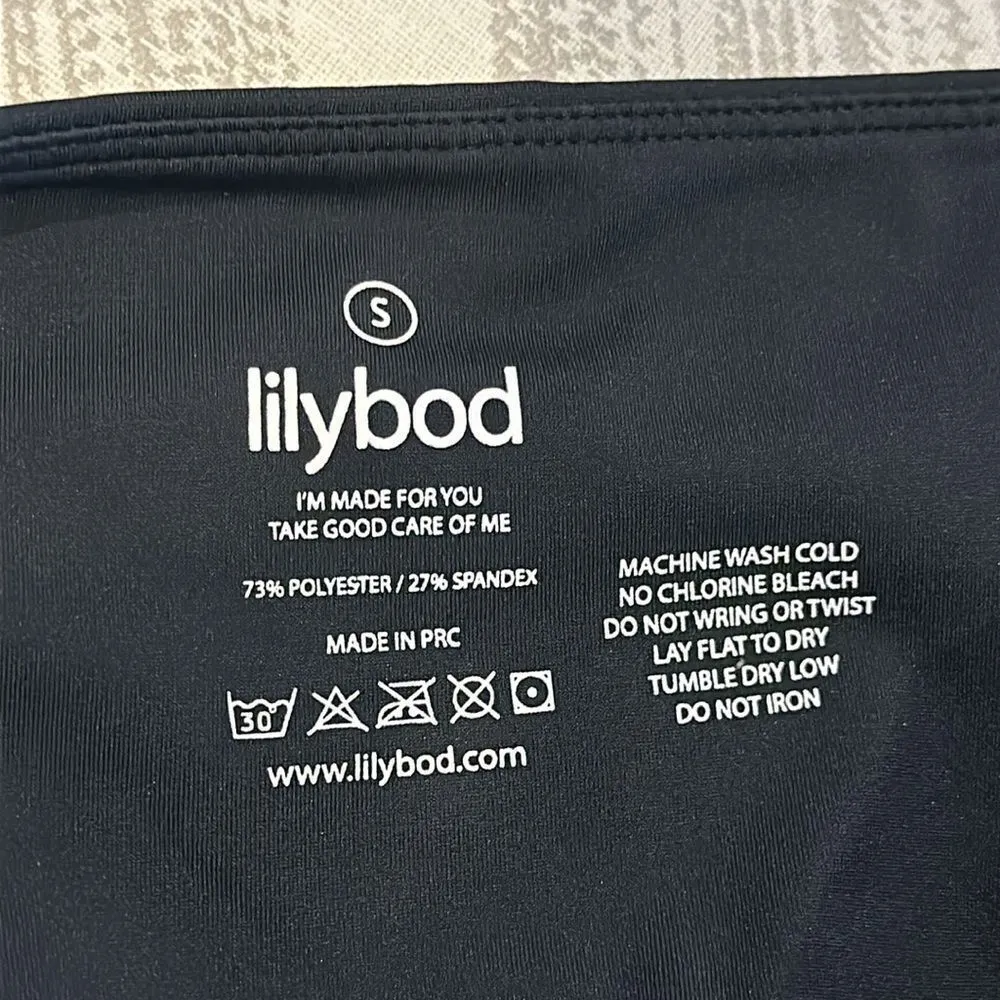 S
lilybod
I'M MADE FOR YOU
TAKE GOOD CARE OF ME
73% POLYESTER / 27% SPANDEX
MADE IN PRC
30
www.lilybod.com
MACHINE WASH COLD
NO CHLORINE BLEACH
DO NOT WRING OR TWIST
LAY FLAT TO DRY
TUMBLE DRY LOW
DO NOT IRON